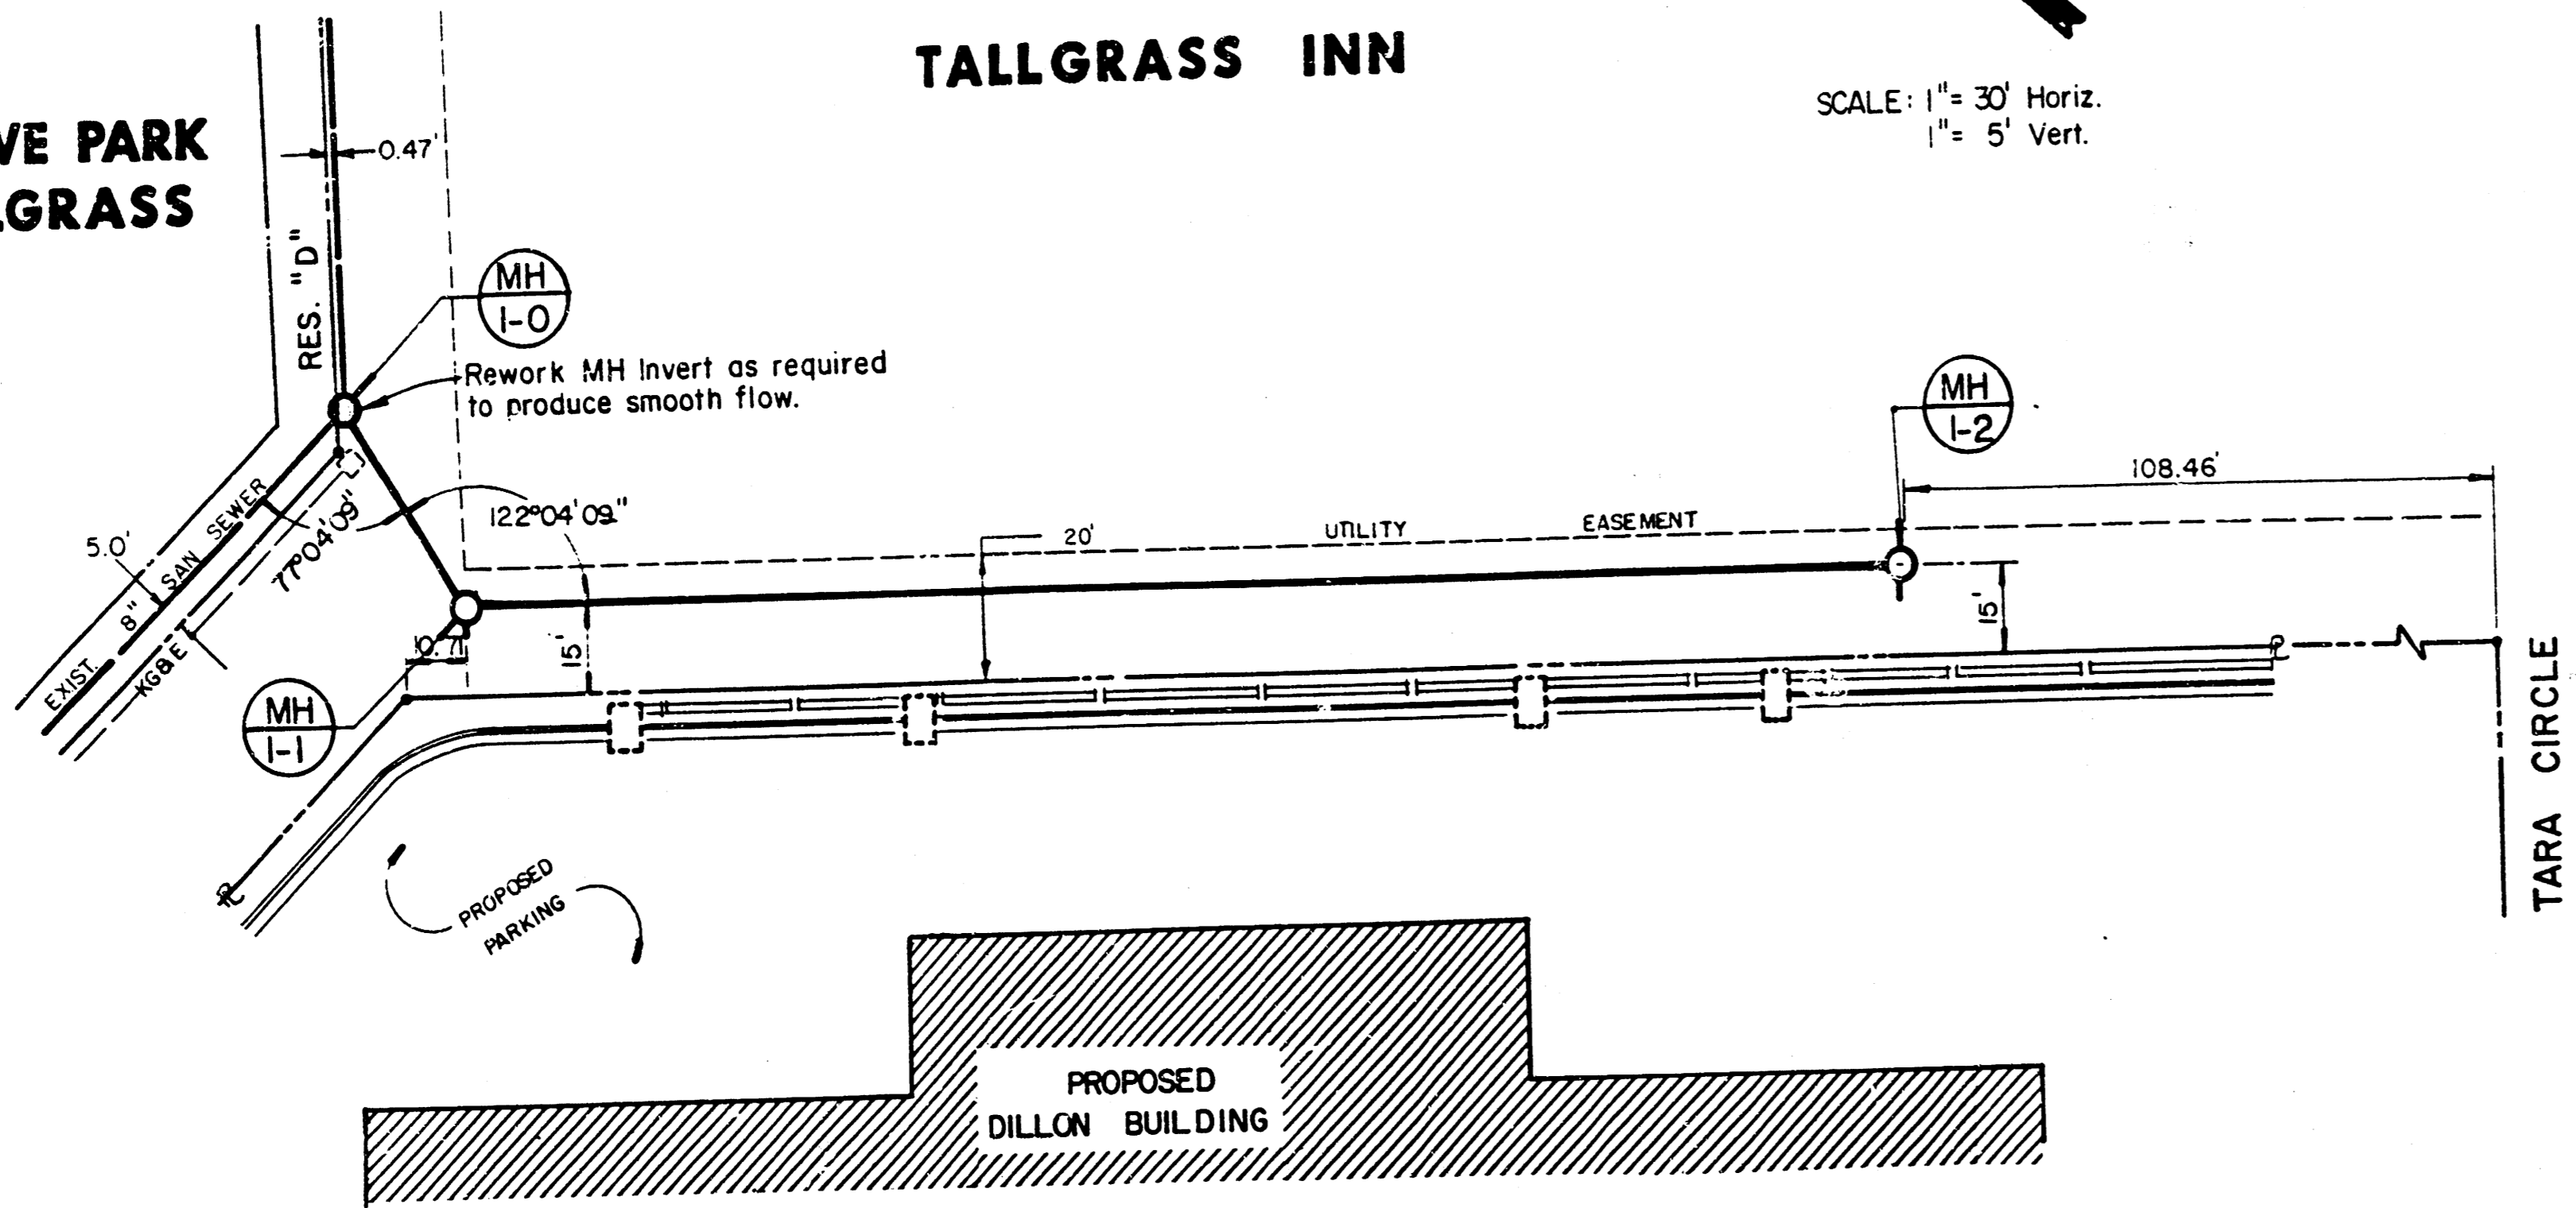 TALLGRASS INN
SCALE: 1"= 30' Horiz.
1"= 5' Vert.
VE PARK
GRASS
0.47'
RES. "D"
MH
1-0
Rework MH Invert as required
to produce smooth flow.
MH
1-2
108.46'
122°04'09"
77°04'09"
20'
UTILITY EASEMENT
5.0'
EXIST. 8" SAN SEWER
KG&E
10.71
15'
15'
MH
1-1
PROPOSED
PARKING
PROPOSED
DILLON BUILDING
TARA CIRCLE